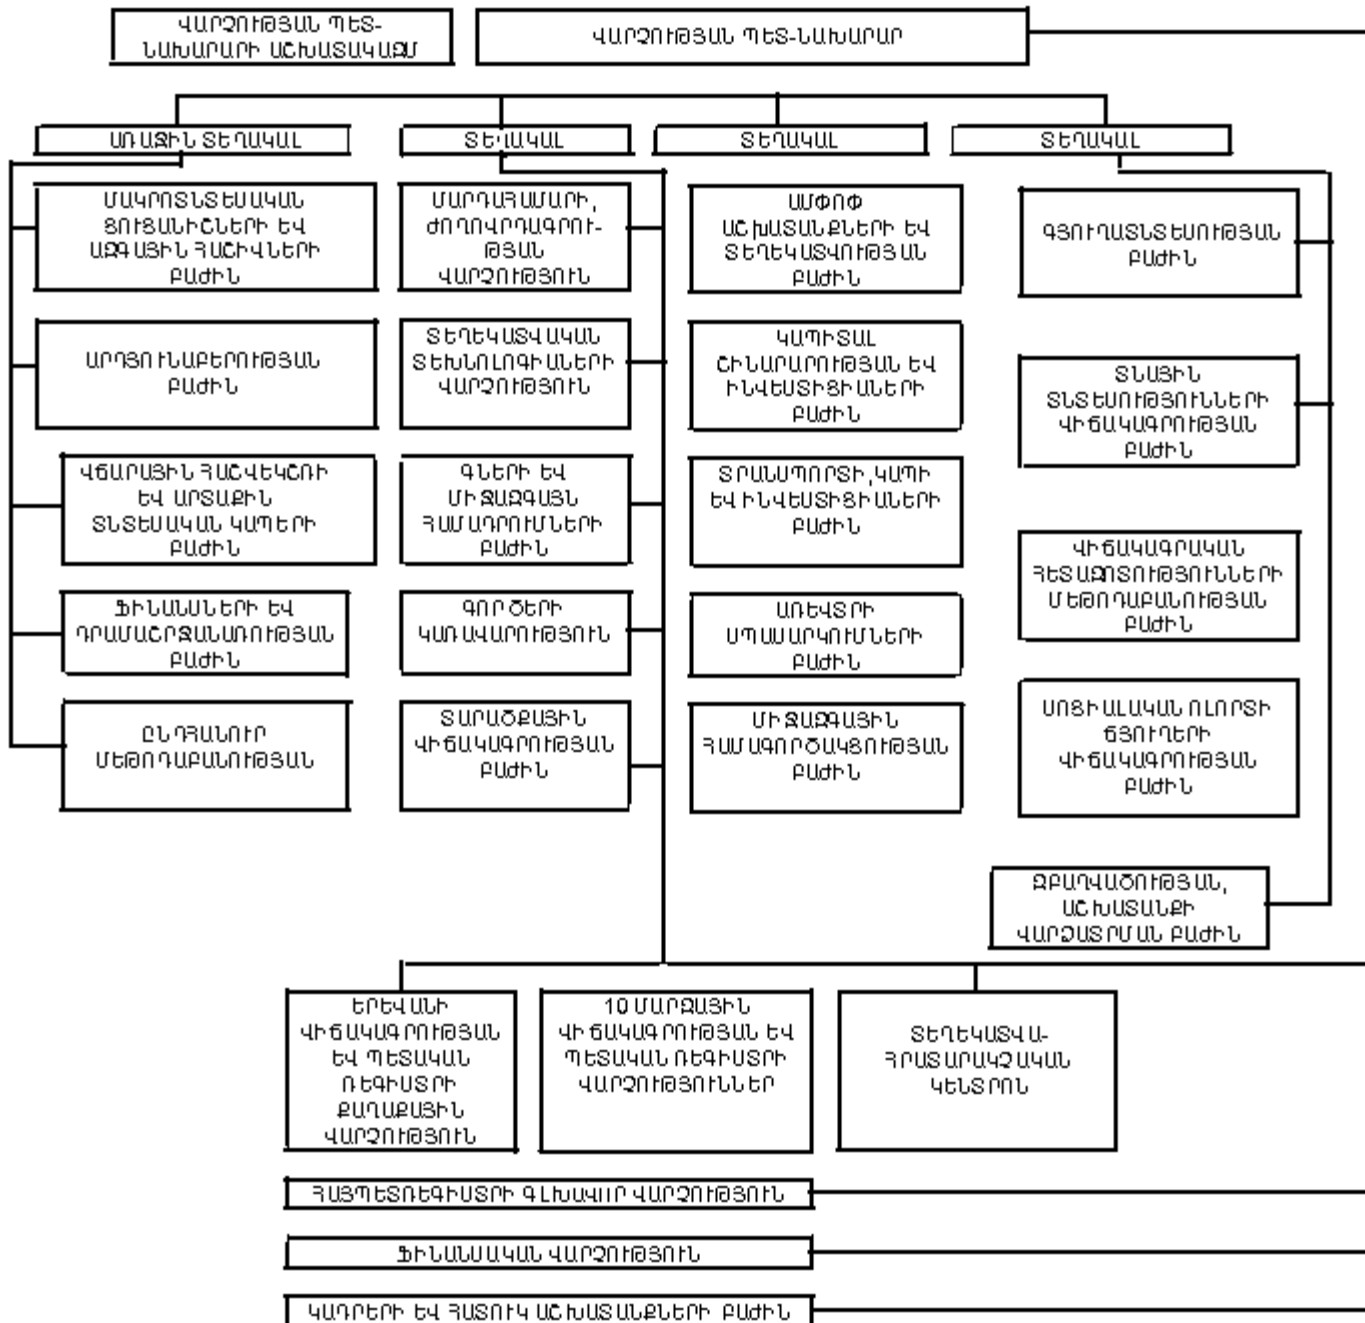 ՎԱՐՉՈՒԹՅԱՆ ՊԵՏ-
ՆԱԽԱՐԱՐԻ ԱՇԽԱՏԱԿԱԶՄ
ՎԱՐՉՈՒԹՅԱՆ ՊԵՏ-ՆԱԽԱՐԱՐ
ԱՌԱՋԻՆ ՏԵՂԱԿԱԼ
ՏԵՂԱԿԱԼ
ՏԵՂԱԿԱԼ
ՏԵՂԱԿԱԼ
ՄԱԿՐՈՏՆՏԵՍԱԿԱՆ
ՑՈՒՑԱՆԻՇՆԵՐԻ ԵՎ
ԱԶԳԱՅԻՆ ՀԱՇԻՎՆԵՐԻ
ԲԱԺԻՆ
ՄԱՐԴԱՀԱՄԱՐԻ,
ԺՈՂՈՎՐԴԱԳՐՈՒ-
ԹՅԱՆ
ՎԱՐՉՈՒԹՅՈՒՆ
ԱՄՓՈՓ
ԱՇԽԱՏԱՆՔՆԵՐԻ ԵՎ
ՏԵՂԵԿԱՏՎՈՒԹՅԱՆ
ԲԱԺԻՆ
ԳՅՈՒՂԱՏՆՏԵՍՈՒԹՅԱՆ
ԲԱԺԻՆ
ԱՐԴՅՈՒՆԱԲԵՐՈՒԹՅԱՆ
ԲԱԺԻՆ
ՏԵՂԵԿԱՏՎԱԿԱՆ
ՏԵԽՆՈԼՈԳԻԱՆԵՐԻ
ՎԱՐՉՈՒԹՅՈՒՆ
ԿԱՊԻՏԱԼ
ՇԻՆԱՐԱՐՈՒԹՅԱՆ ԵՎ
ԻՆՎԵՍՏԻՑԻԱՆԵՐԻ
ԲԱԺԻՆ
ՏՆԱՅԻՆ
ՏՆՏԵՍՈՒԹՅՈՒՆՆԵՐԻ
ՎԻՃԱԿԱԳՐՈՒԹՅԱՆ
ԲԱԺԻՆ
ՎՃԱՐԱՅԻՆ ՀԱՇՎԵԿՇՌԻ
ԵՎ ԱՐՏԱՔԻՆ
ՏՆՏԵՍԱԿԱՆ ԿԱՊԵՐԻ
ԲԱԺԻՆ
ԳՆԵՐԻ ԵՎ
ՄԻՋԱԶԳԱՅՆ
ՀԱՄԱԴՐՈՒՄՆԵՐԻ
ԲԱԺԻՆ
ՏՐԱՆՍՊՈՐՏԻ,ԿԱՊԻ
ԵՎ ԻՆՎԵՍՏԻՑԻԱՆԵՐԻ
ԲԱԺԻՆ
ՎԻՃԱԿԱԳՐԱԿԱՆ
ՀԵՏԱԶՈՏՈՒԹՅՈՒՆՆԵՐԻ
ՄԵԹՈԴԱԲԱՆՈՒԹՅԱՆ
ԲԱԺԻՆ
ՖԻՆԱՆՍՆԵՐԻ ԵՎ
ԴՐԱՄԱՇՐՋԱՆԱՌՈՒԹՅԱՆ
ԲԱԺԻՆ
ԳՈՐԾԵՐԻ
ԿԱՌԱՎԱՐՈՒԹՅՈՒՆ
ԱՌԵՎՏՐԻ
ՍՊԱՍԱՐԿՈՒՄՆԵՐԻ
ԲԱԺԻՆ
ԸՆԴՀԱՆՈՒՐ
ՄԵԹՈԴԱԲԱՆՈՒԹՅԱՆ
ՏԱՐԱԾՔԱՅԻՆ
ՎԻՃԱԿԱԳՐՈՒԹՅԱՆ
ԲԱԺԻՆ
ՄԻՋԱԶԳԱՅԻՆ
ՀԱՄԱԳՈՐԾԱԿՑՈՒԹՅԱՆ
ԲԱԺԻՆ
ՍՈՑԻԱԼԱԿԱՆ ՈԼՈՐՏԻ
ՃՅՈՒՂԵՐԻ
ՎԻՃԱԿԱԳՐՈՒԹՅԱՆ
ԲԱԺԻՆ
ԶԲԱՂՎԱԾՈՒԹՅԱՆ,
ԱՇԽԱՏԱՆՔԻ
ՎԱՐՁԱՏՐՄԱՆ ԲԱԺԻՆ
ԵՐԵՎԱՆԻ
ՎԻՃԱԿԱԳՐՈՒԹՅԱՆ
ԵՎ ՊԵՏԱԿԱՆ
ՌԵԳԻՍՏՐԻ
ՔԱՂԱՔԱՅԻՆ
ՎԱՐՉՈՒԹՅՈՒՆ
10 ՄԱՐԶԱՅԻՆ
ՎԻՃԱԿԱԳՐՈՒԹՅԱՆ ԵՎ
ՊԵՏԱԿԱՆ ՌԵԳԻՍՏՐԻ
ՎԱՐՉՈՒԹՅՈՒՆՆԵՐ
ՏԵՂԵԿԱՏՎԱ-
ՀՐԱՏԱՐԱԿՉԱԿԱՆ
ԿԵՆՏՐՈՆ
ՀԱՅՊԵՏՌԵԳԻՍՏՐԻ ԳԼԽԱՎՈՐ ՎԱՐՉՈՒԹՅՈՒՆ
ՖԻՆԱՆՍԱԿԱՆ ՎԱՐՉՈՒԹՅՈՒՆ
ԿԱԴՐԵՐԻ ԵՎ ՀԱՏՈՒԿ ԱՇԽԱՏԱՆՔՆԵՐԻ ԲԱԺԻՆ